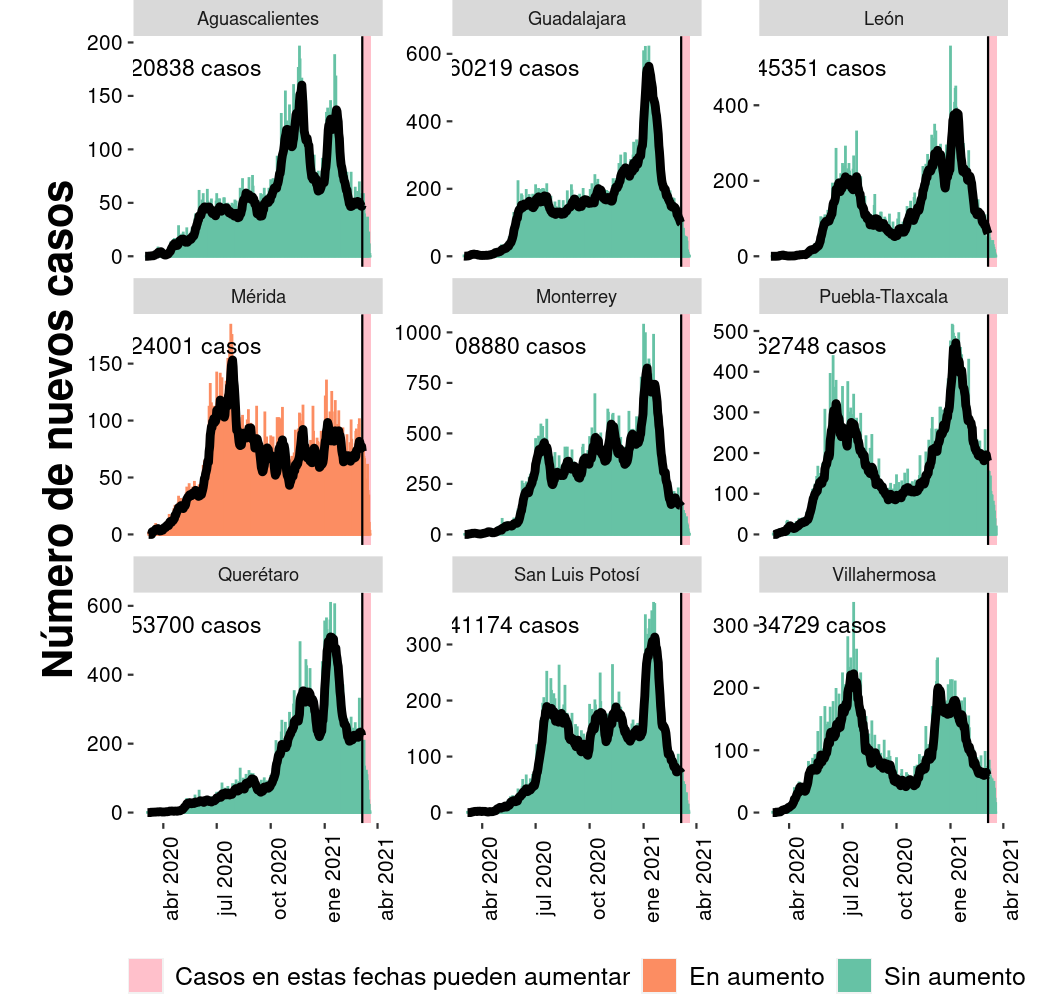 Número de nuevos casos
Aguascalientes
Guadalajara
León
200
150
100
50
0
20838 casos
600
400
200
0
60219 casos
400
200
0
45351 casos
Mérida
Monterrey
Puebla-Tlaxcala
150
100
50
0
24001 casos
1000
750
500
250
0
08880 casos
500
400
300
200
100
0
62748 casos
Querétaro
San Luis Potosí
Villahermosa
600
400
200
0
53700 casos
300
200
100
0
41174 casos
300
200
100
0
34729 casos
abr 2020
jul 2020
oct 2020
ene 2021
abr 2021
abr 2020
jul 2020
oct 2020
ene 2021
abr 2021
abr 2020
jul 2020
oct 2020
ene 2021
abr 2021
Casos en estas fechas pueden aumentar
En aumento
Sin aumento